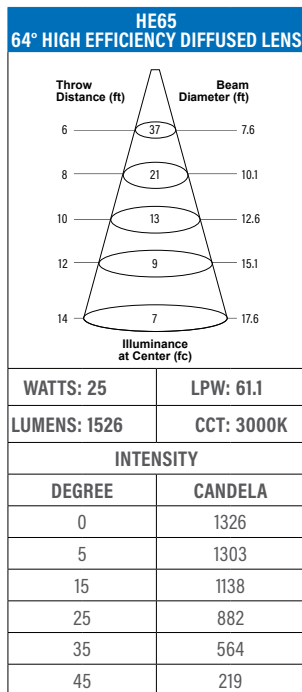 HE65
64° HIGH EFFICIENCY DIFFUSED LENS
Throw Beam
Distance (ft) Diameter (ft)
6 37 7.6
8 21 10.1
10 13 12.6
12 9 15.1
14 7 17.6
Illuminance
at Center (fc)
WATTS: 25 LPW: 61.1
LUMENS: 1526 CCT: 3000K
INTENSITY
DEGREE CANDELA
0 1326
5 1303
15 1138
25 882
35 564
45 219